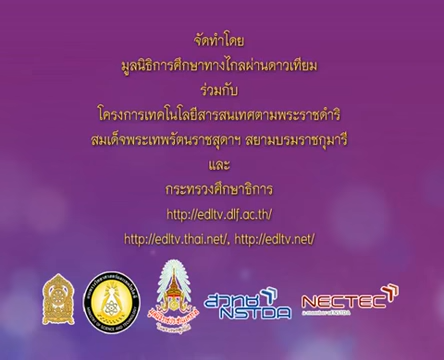 จัดทำโดย
มูลนิธิการศึกษาทางไกลผ่านดาวเทียม
ร่วมกับ
โครงการเทคโนโลยีสารสนเทศตามพระราชดำริ
สมเด็จพระเทพรัตนราชสุดาฯ สยามบรมราชกุมารี
และ
กระทรวงศึกษาธิการ
http://edltv.dlf.ac.th/
http://edltv.thai.net/, http://edltv.net/
สวทช
NSTDA
NECTEC
a member of NSTDA